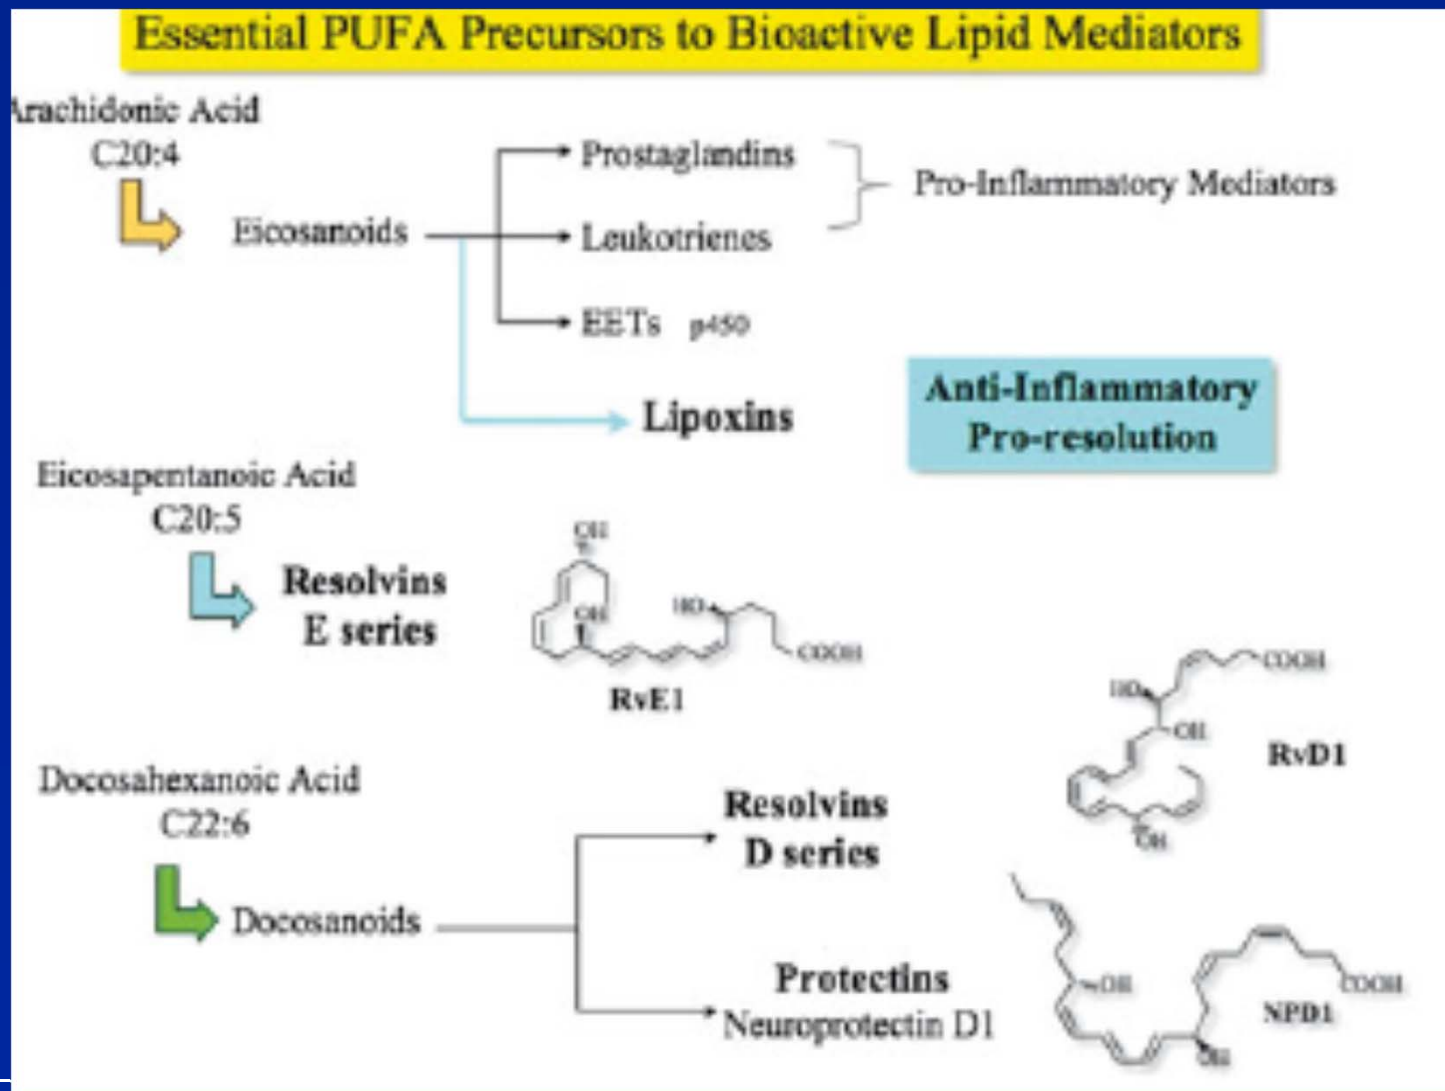 Essential PUFA Precursors to Bioactive Lipid Mediators
Arachidonic Acid
C20:4
Prostaglandins
Pro-Inflammatory Mediators
Eicosanoids
Leukotrienes
EETs p450
Lipoxins
Anti-Inflammatory
Pro-resolution
Eicosapentanoic Acid
C20:5
Resolvins
E series
OH
OH
HO
COOH
RvE1
COOH
HO
OH
RvD1
OH
Docosahexanoic Acid
C22:6
Resolvins
D series
Docosanoids
Protectins
Neuroprotectin D1
OH
COOH
NPD1
OH